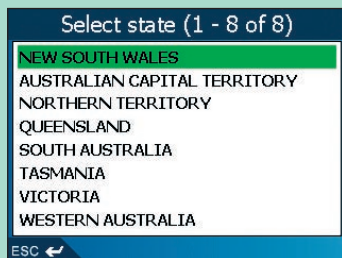 Select state (1 - 8 of 8)
NEW SOUTH WALES
AUSTRALIAN CAPITAL TERRITORY
NORTHERN TERRITORY
QUEENSLAND
SOUTH AUSTRALIA
TASMANIA
VICTORIA
WESTERN AUSTRALIA
ESC